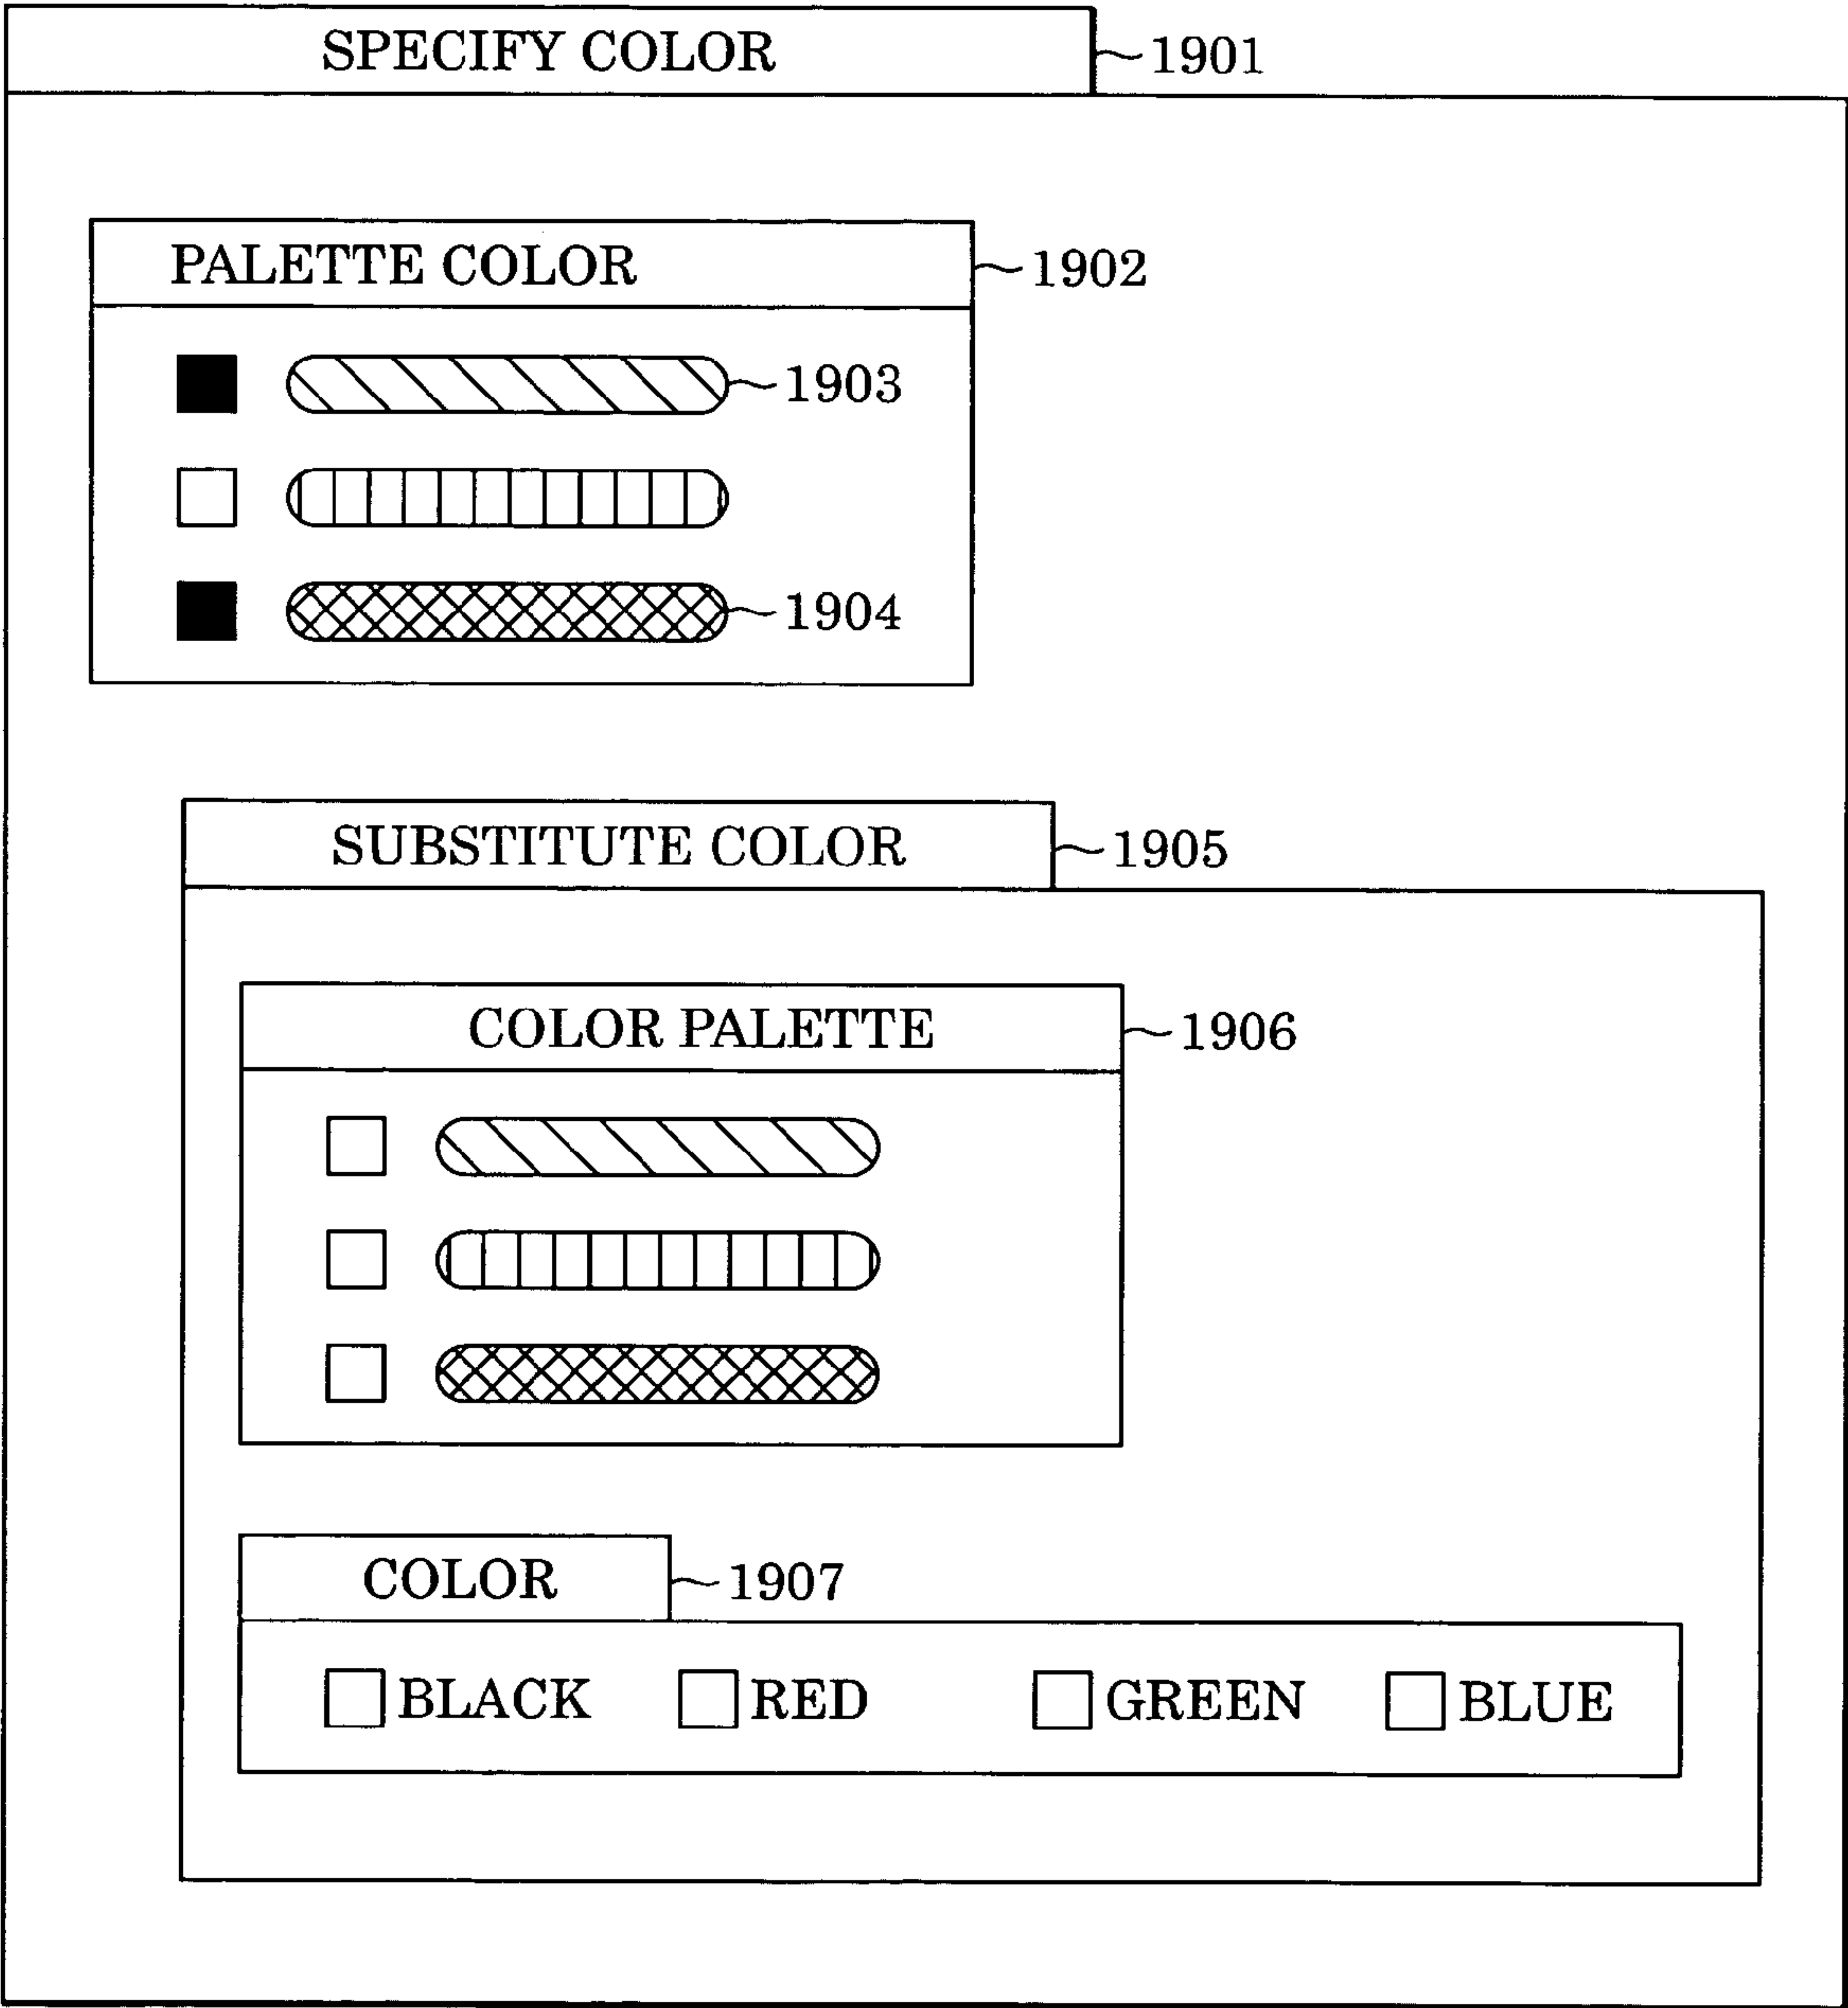 SPECIFY COLOR 1901
PALETTE COLOR 1902
1903
1904
SUBSTITUTE COLOR 1905
COLOR PALETTE 1906
COLOR 1907
BLACK RED GREEN BLUE